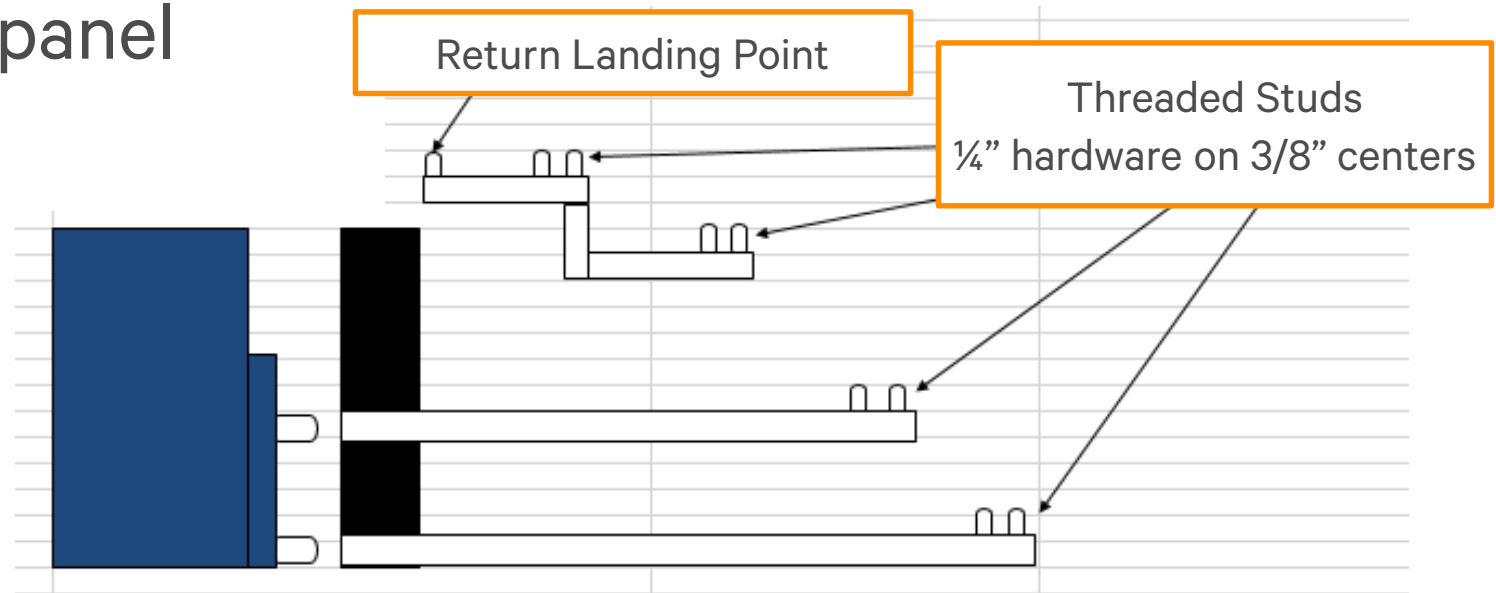 panel
Return Landing Point
Threaded Studs
¼” hardware on 3/8” centers